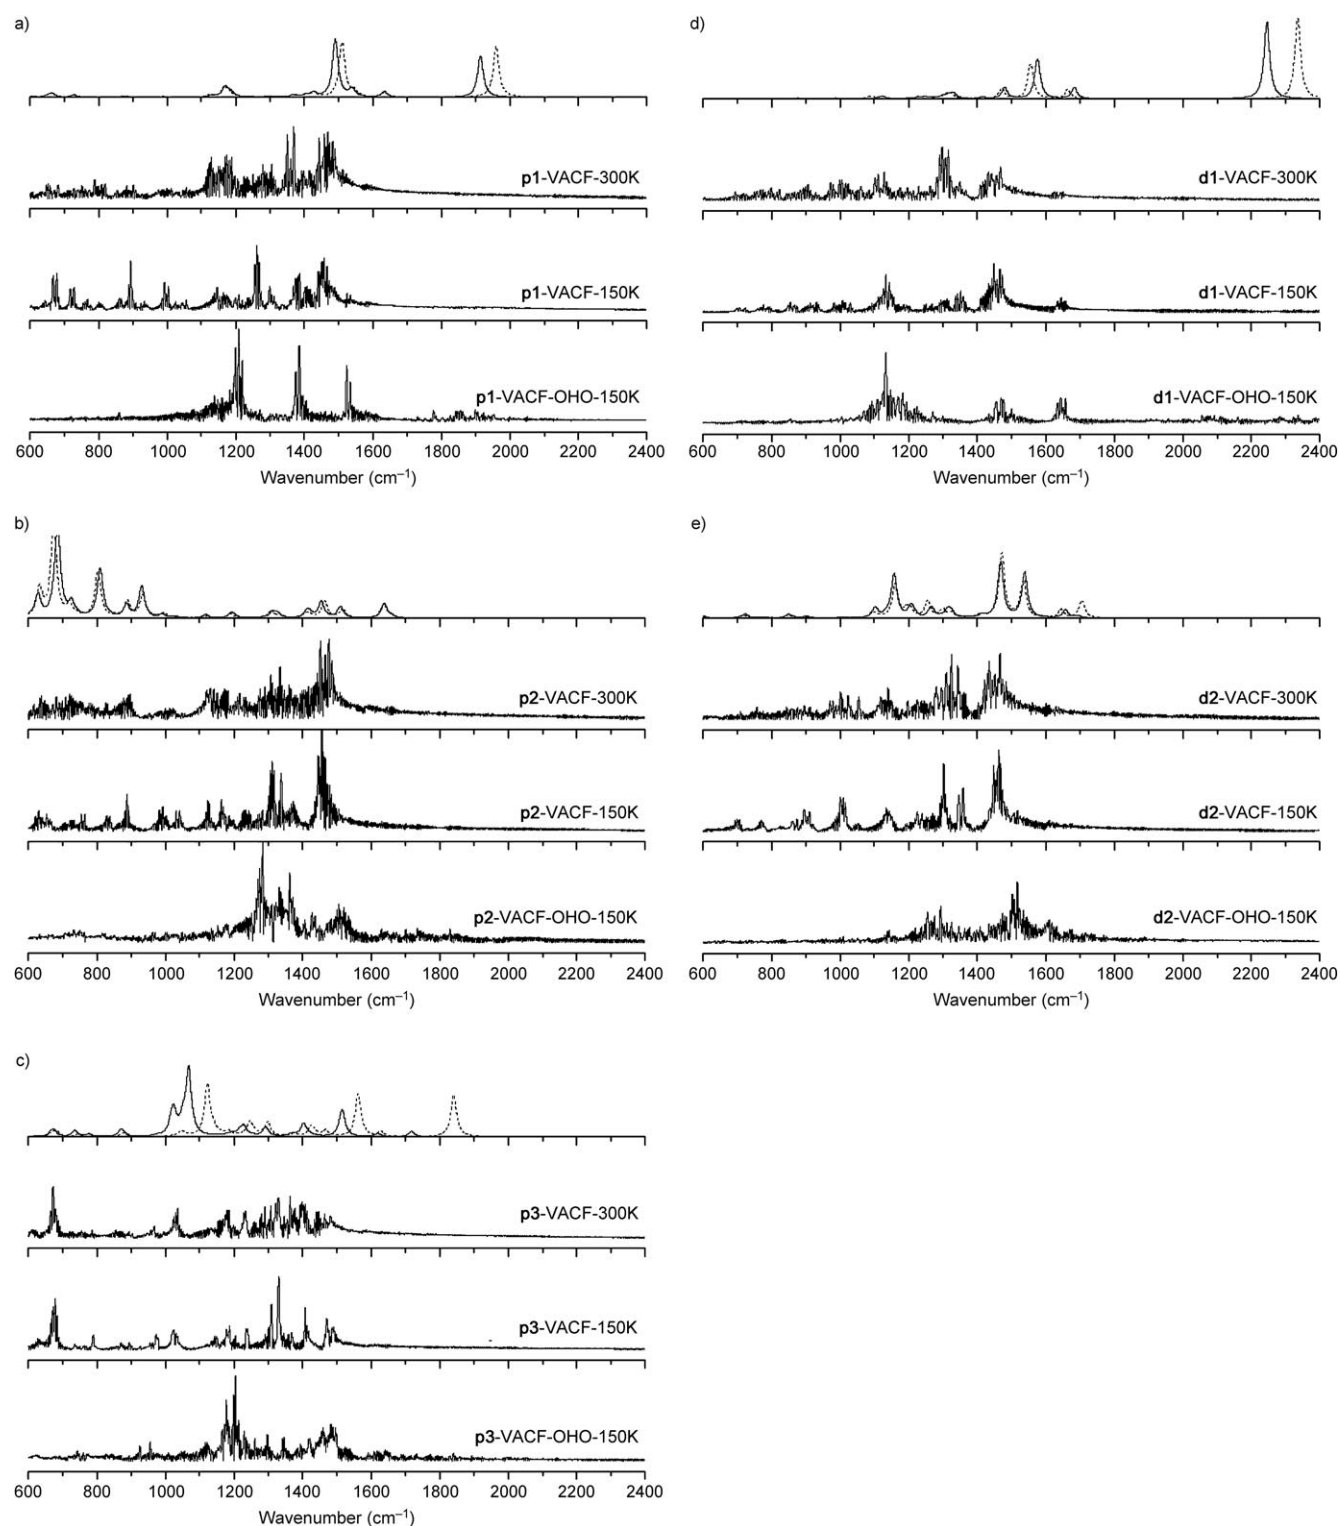 a)
p1-VACF-300K
p1-VACF-150K
p1-VACF-OHO-150K
600 800 1000 1200 1400 1600 1800 2000 2200 2400
Wavenumber (cm⁻¹)
d)
d1-VACF-300K
d1-VACF-150K
d1-VACF-OHO-150K
600 800 1000 1200 1400 1600 1800 2000 2200 2400
Wavenumber (cm⁻¹)
b)
p2-VACF-300K
p2-VACF-150K
p2-VACF-OHO-150K
600 800 1000 1200 1400 1600 1800 2000 2200 2400
Wavenumber (cm⁻¹)
e)
d2-VACF-300K
d2-VACF-150K
d2-VACF-OHO-150K
600 800 1000 1200 1400 1600 1800 2000 2200 2400
Wavenumber (cm⁻¹)
c)
p3-VACF-300K
p3-VACF-150K
p3-VACF-OHO-150K
600 800 1000 1200 1400 1600 1800 2000 2200 2400
Wavenumber (cm⁻¹)